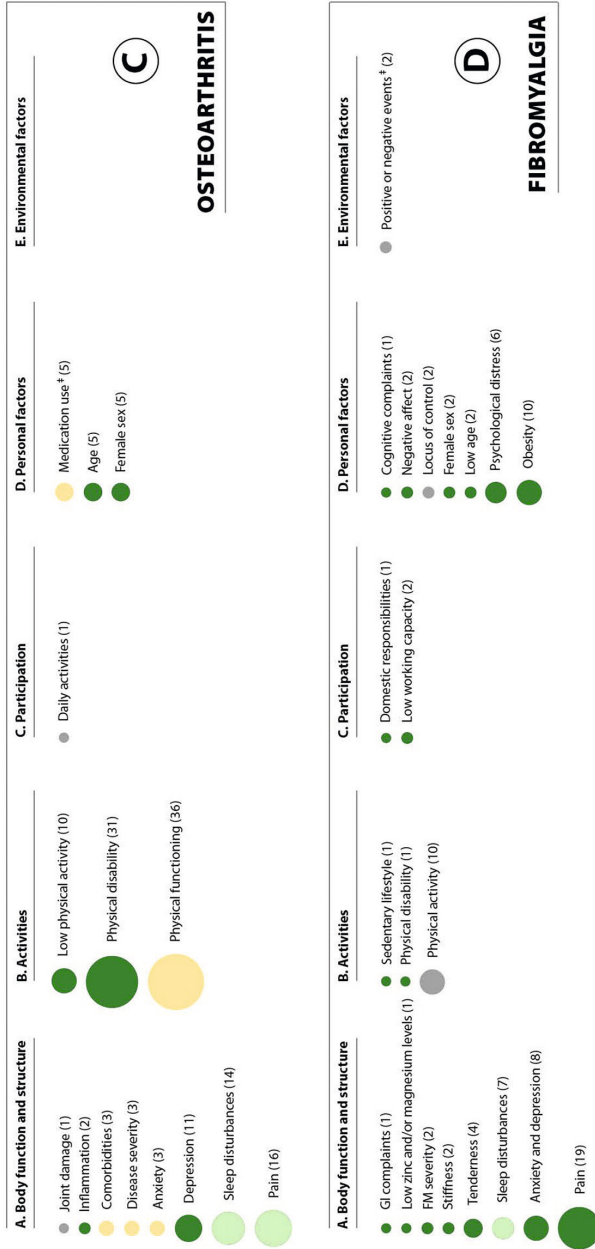 A. Body function and structure
Joint damage (1)
Inflammation (2)
Comorbidities (3)
Disease severity (3)
Anxiety (3)
Depression (11)
Sleep disturbances (14)
Pain (16)
B. Activities
Low physical activity (10)
Physical disability (31)
Physical functioning (36)
C. Participation
Daily activities (1)
D. Personal factors
Medication use‡ (5)
Age (5)
Female sex (5)
E. Environmental factors
C
OSTEOARTHRITIS
A. Body function and structure
GI complaints (1)
Low zinc and/or magnesium levels (1)
FM severity (2)
Stiffness (2)
Tenderness (4)
Sleep disturbances (7)
Anxiety and depression (8)
Pain (19)
B. Activities
Sedentary lifestyle (1)
Physical disability (1)
Physical activity (10)
C. Participation
Domestic responsibilities (1)
Low working capacity (2)
D. Personal factors
Cognitive complaints (1)
Negative affect (2)
Locus of control (2)
Female sex (2)
Low age (2)
Psychological distress (6)
Obesity (10)
E. Environmental factors
Positive or negative events‡ (2)
D
FIBROMYALGIA